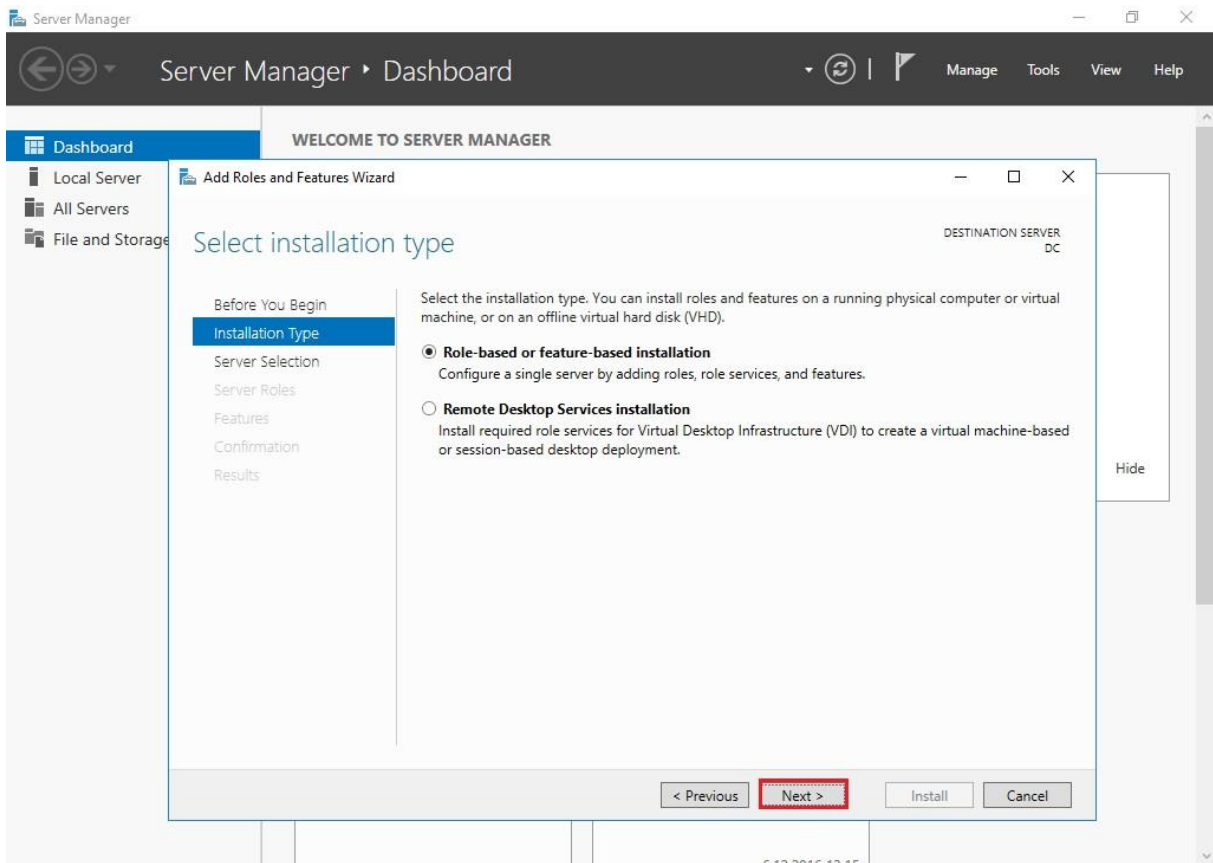 Server Manager
Server Manager ‣ Dashboard
Manage Tools View Help
Dashboard
Local Server
All Servers
File and Storage
WELCOME TO SERVER MANAGER
Add Roles and Features Wizard
Select installation type
DESTINATION SERVER
DC
Before You Begin
Installation Type
Server Selection
Server Roles
Features
Confirmation
Results
Select the installation type. You can install roles and features on a running physical computer or virtual
machine, or on an offline virtual hard disk (VHD).
Role-based or feature-based installation
Configure a single server by adding roles, role services, and features.
Remote Desktop Services installation
Install required role services for Virtual Desktop Infrastructure (VDI) to create a virtual machine-based
or session-based desktop deployment.
Hide
< Previous Next > Install Cancel